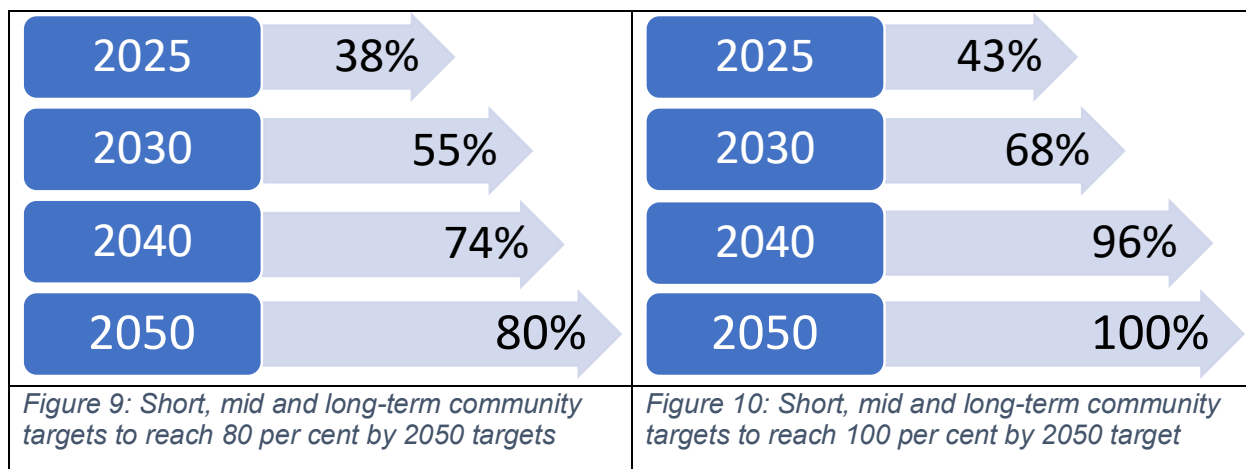 2025 38%
2030 55%
2040 74%
2050 80%
Figure 9: Short, mid and long-term community
targets to reach 80 per cent by 2050 targets
2025 43%
2030 68%
2040 96%
2050 100%
Figure 10: Short, mid and long-term community
targets to reach 100 per cent by 2050 target